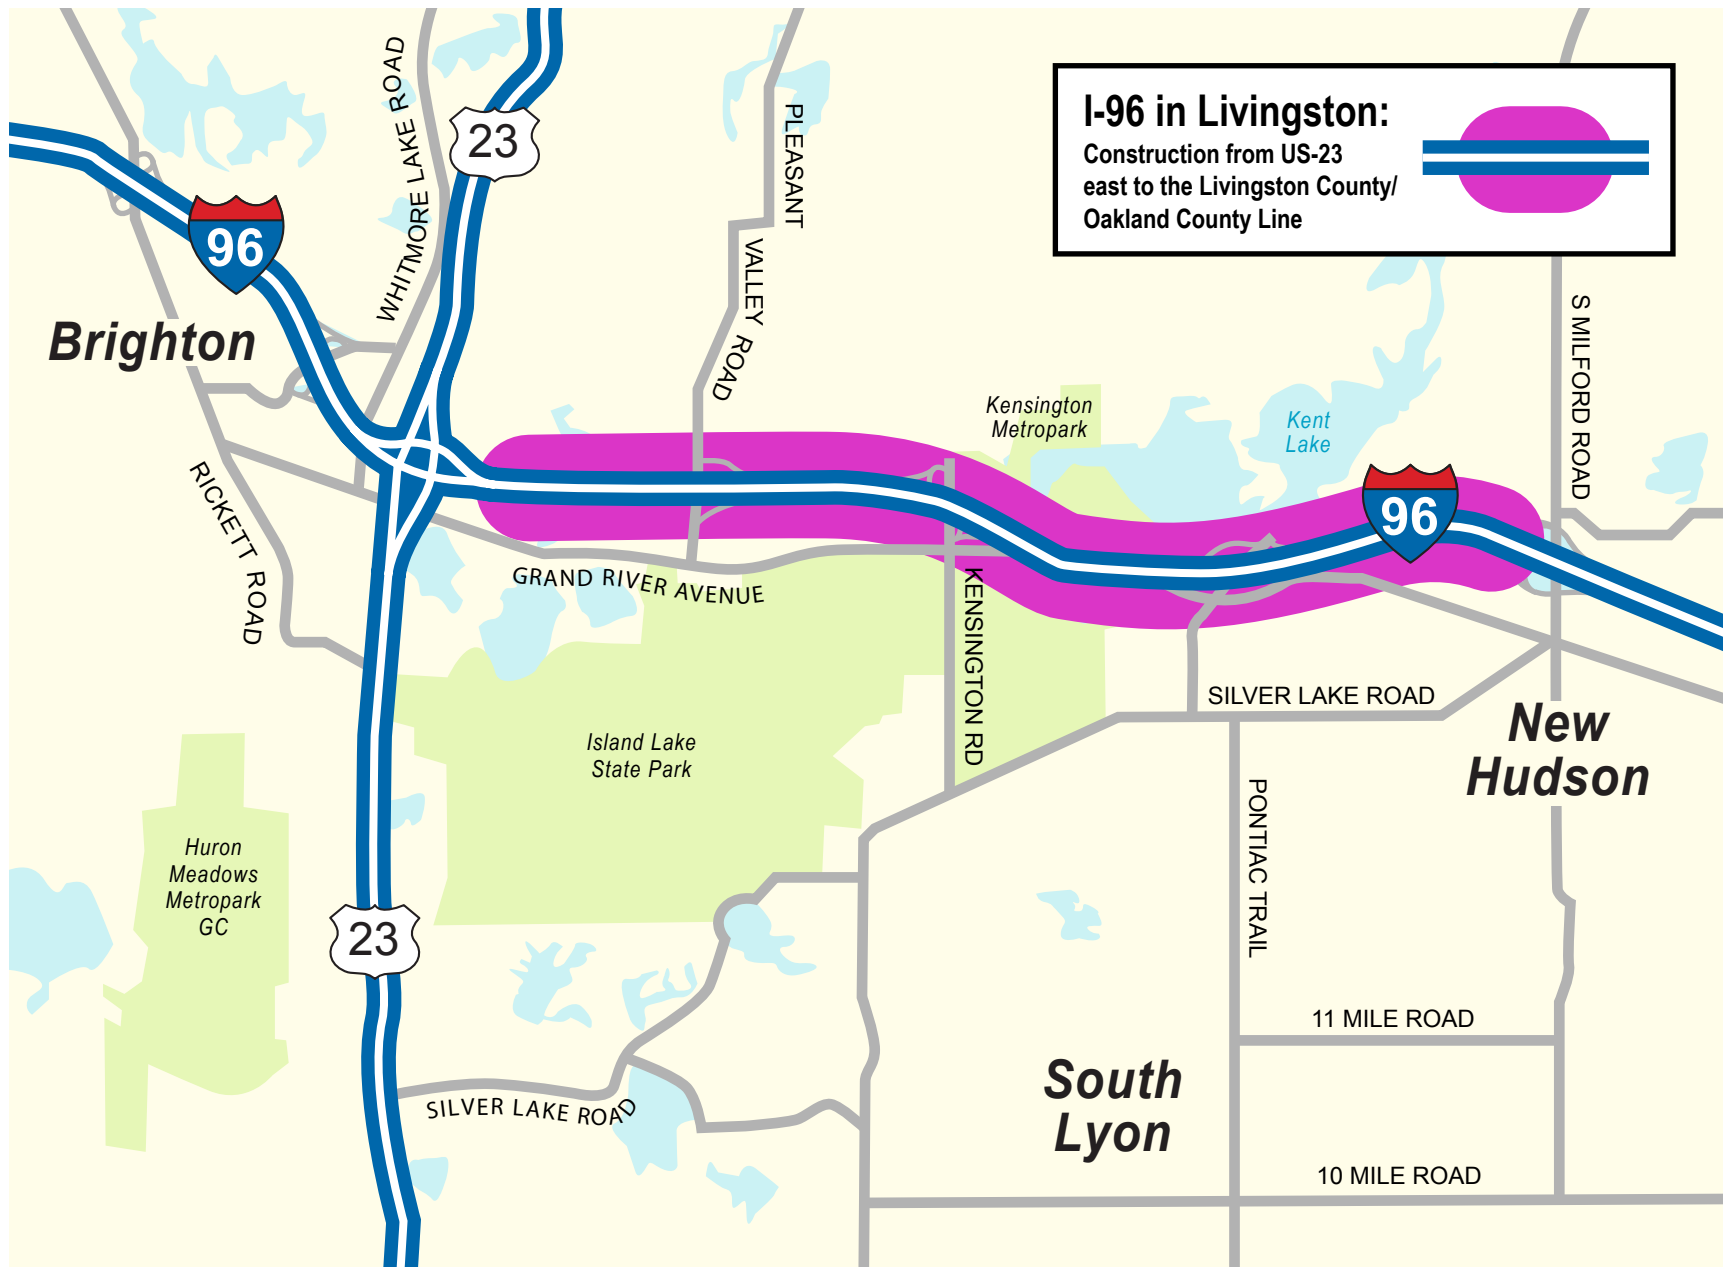 I-96 in Livingston:
Construction from US-23
east to the Livingston County/
Oakland County Line
WHITMORE LAKE ROAD
23
PLEASANT
VALLEY ROAD
96
Brighton
S MILFORD ROAD
Kensington
Metropark
Kent
Lake
96
RICKETT ROAD
GRAND RIVER AVENUE
KENSINGTON RD
SILVER LAKE ROAD
New
Hudson
Island Lake
State Park
PONTIAC TRAIL
Huron
Meadows
Metropark
GC
23
11 MILE ROAD
South
Lyon
SILVER LAKE ROAD
10 MILE ROAD